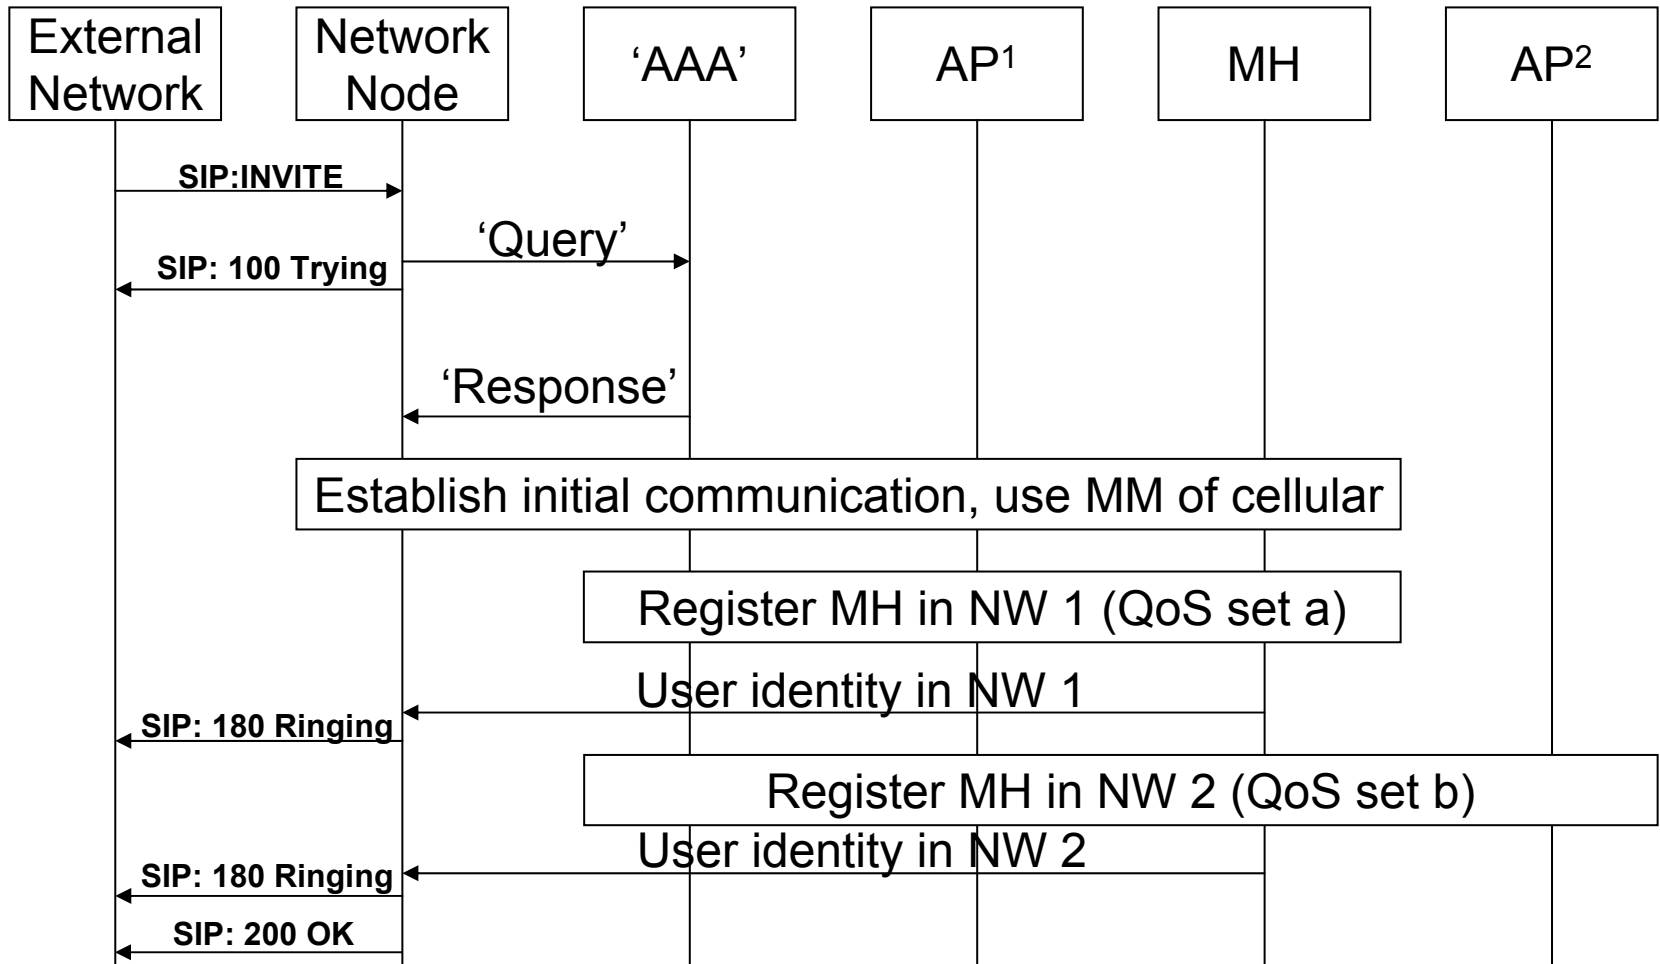 External
Network
Network
Node
‘AAA’
AP1
MH
AP2
SIP:INVITE
‘Query’
SIP: 100 Trying
‘Response’
Establish initial communication, use MM of cellular
Register MH in NW 1 (QoS set a)
User identity in NW 1
SIP: 180 Ringing
Register MH in NW 2 (QoS set b)
User identity in NW 2
SIP: 180 Ringing
SIP: 200 OK